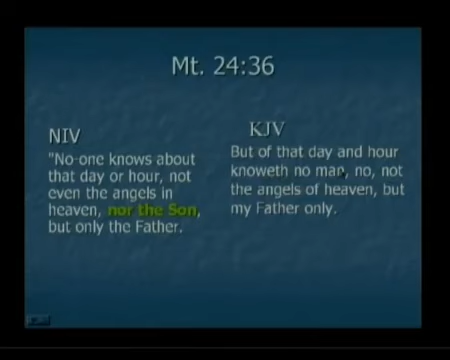 Mt. 24:36
NIV
"No-one knows about
that day or hour, not
even the angels in
heaven, nor the Son,
but only the Father.
KJV
But of that day and hour
knoweth no man, no, not
the angels of heaven, but
my Father only.